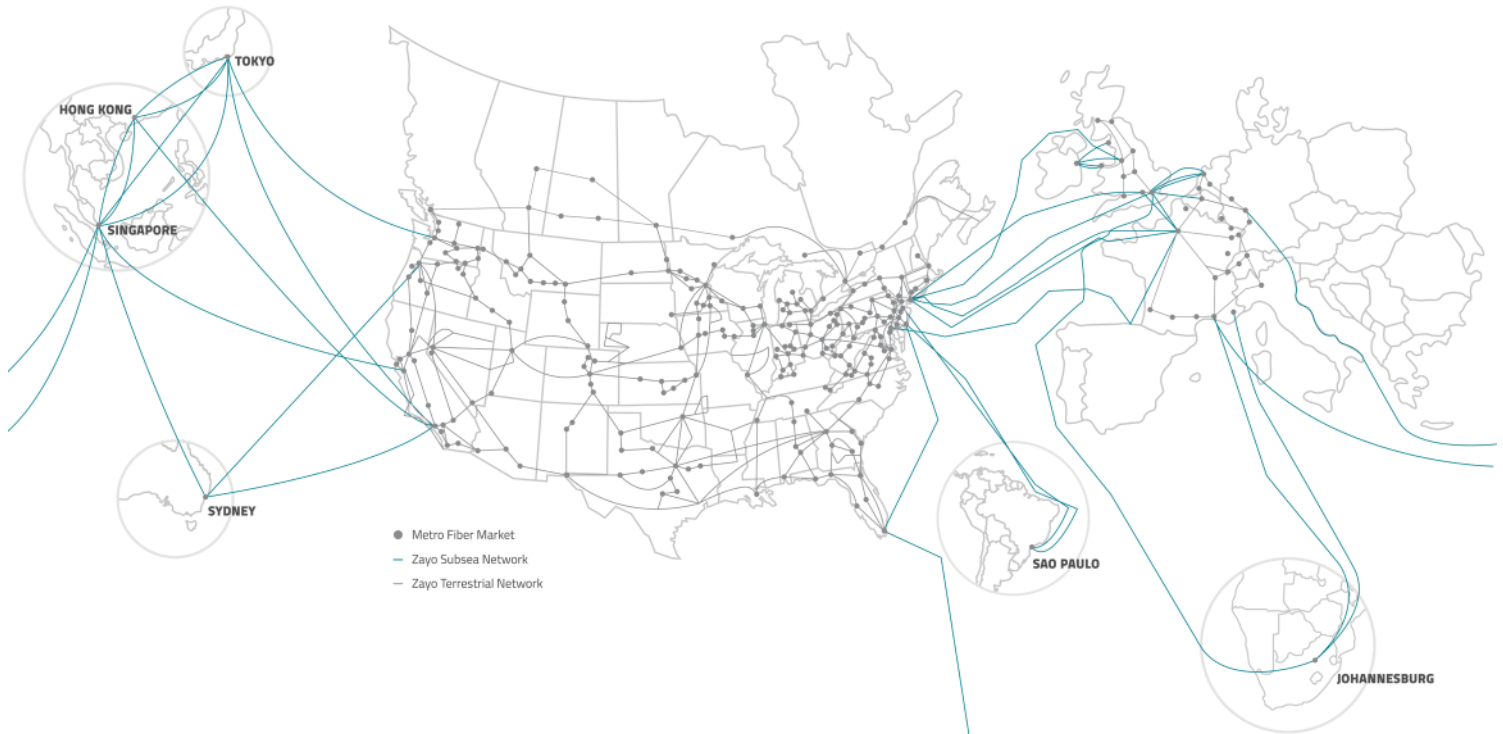 TOKYO
HONG KONG
SINGAPORE
SYDNEY
Metro Fiber Market
Zayo Subsea Network
Zayo Terrestrial Network
SAO PAULO
JOHANNESBURG